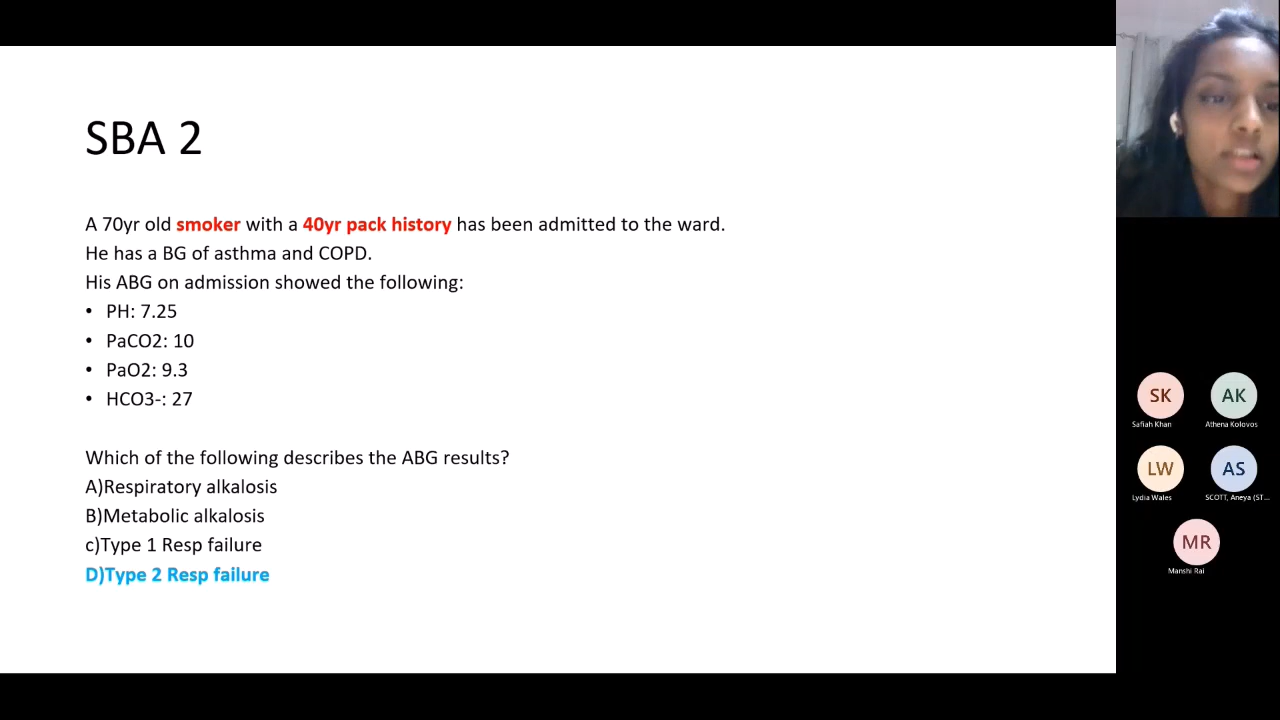 SBA 2
A 70yr old smoker with a 40yr pack history has been admitted to the ward.
He has a BG of asthma and COPD.
His ABG on admission showed the following:
• PH: 7.25
• PaCO2: 10
• PaO2: 9.3
• HCO3-: 27
Which of the following describes the ABG results?
A)Respiratory alkalosis
B)Metabolic alkalosis
c)Type 1 Resp failure
D)Type 2 Resp failure
SK
AK
Safiah Khan
Athena Kolovos
LW
AS
Lydia Wales
SCOTT, Aneya (ST...
MR
Manshi Rai